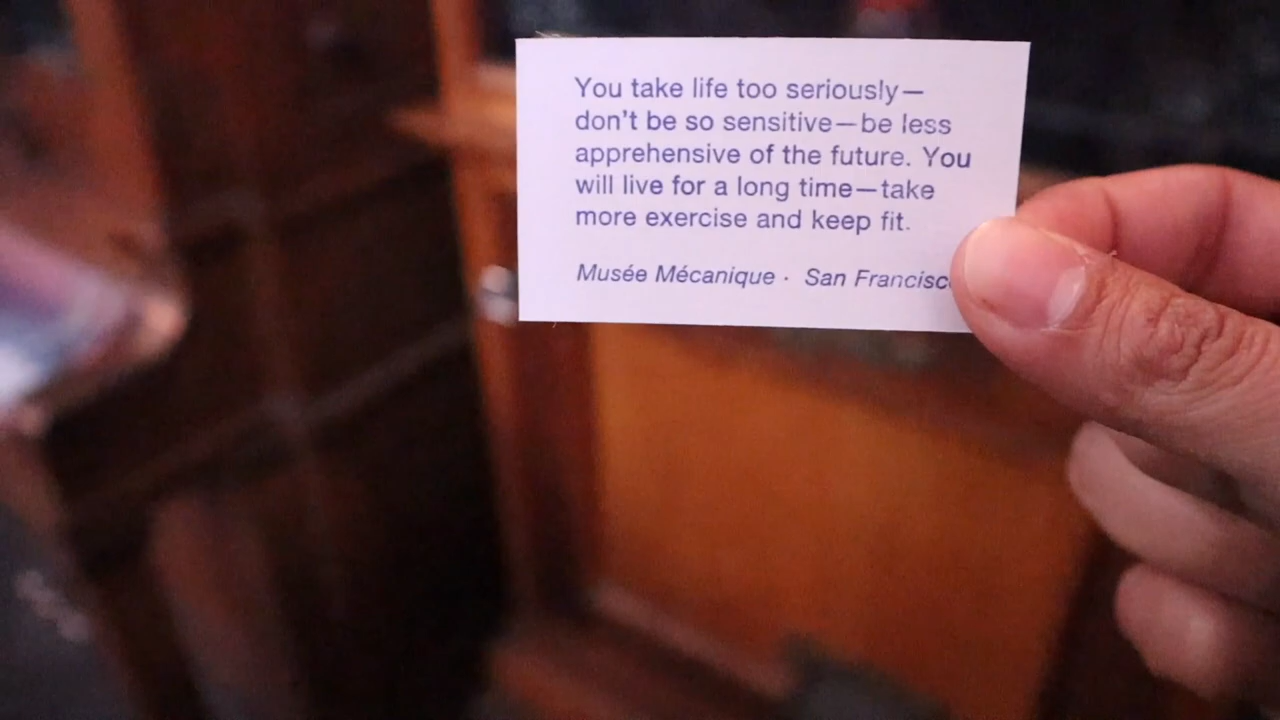 You take life too seriously—
don't be so sensitive—be less
apprehensive of the future. You
will live for a long time—take
more exercise and keep fit.
Musée Mécanique · San Francisc